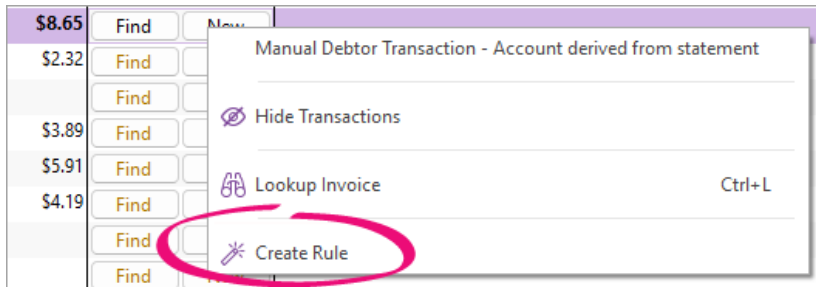 $8.65 Find New
Manual Debtor Transaction - Account derived from statement
$2.32 Find
Find
Hide Transactions
$3.89 Find
$5.91 Find
Lookup Invoice Ctrl+L
$4.19 Find
Find
Create Rule
Find New